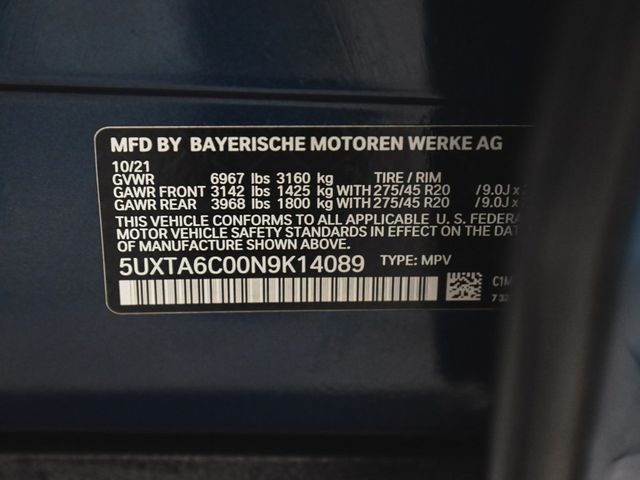 MFD BY BAYERISCHE MOTOREN WERKE AG
10/21
GVWR 6967 lbs 3160 kg TIRE / RIM
GAWR FRONT 3142 lbs 1425 kg WITH 275/45 R20 / 9.0J x
GAWR REAR 3968 lbs 1800 kg WITH 275/45 R20 / 9.0J x
THIS VEHICLE CONFORMS TO ALL APPLICABLE U. S. FEDERA
MOTOR VEHICLE SAFETY STANDARDS IN EFFECT ON THE DA
OF MANUFACTURE SHOWN ABOVE.
5UXTA6C00N9K14089 TYPE: MPV
C1M
7 32